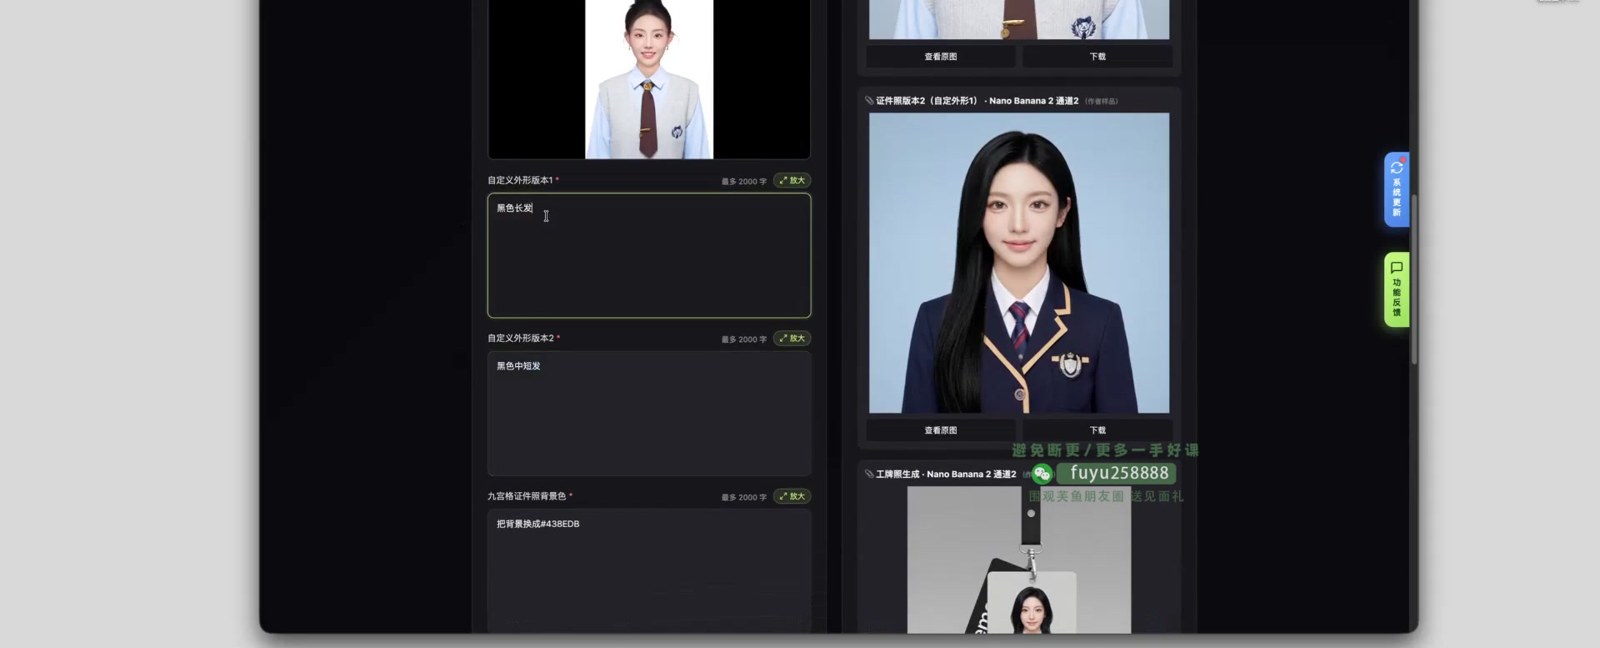 自定义外形版本1 *
最多 2000 字
放大
黑色长发
自定义外形版本2 *
最多 2000 字
放大
黑色中短发
九宫格证件照背景色 *
最多 2000 字
放大
把背景换成#438EDB
查看原图
下载
证件照版本2（自定外形1） · Nano Banana 2 通道2 (作者样品)
查看原图
下载
避免断更/更多一手好课
fuyu258888
围观芙鱼朋友圈 送见面礼
工牌照生成 · Nano Banana 2 通道2
系统更新
功能反馈